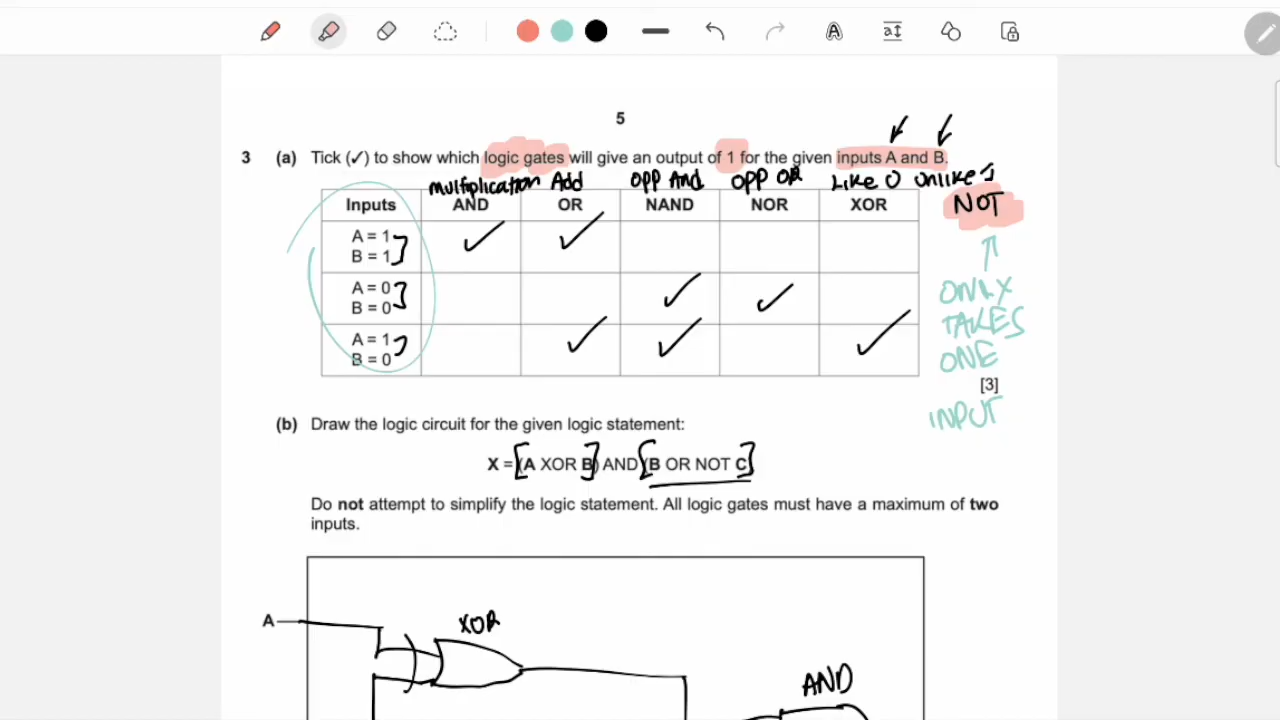 5
3 (a) Tick (✓) to show which logic gates will give an output of 1 for the given inputs A and B.
multiplication Add OPP And OPP OR Like 0 unlike 1
Inputs AND OR NAND NOR XOR NOT
A = 1
B = 1 ✓ ✓
A = 0
B = 0 ✓ ✓
A = 1
B = 0 ✓ ✓ ✓
ONLY
TAKES
ONE
INPUT
[3]
(b) Draw the logic circuit for the given logic statement:
X = (A XOR B) AND (B OR NOT C)
Do not attempt to simplify the logic statement. All logic gates must have a maximum of two
inputs.
A
XOR
AND